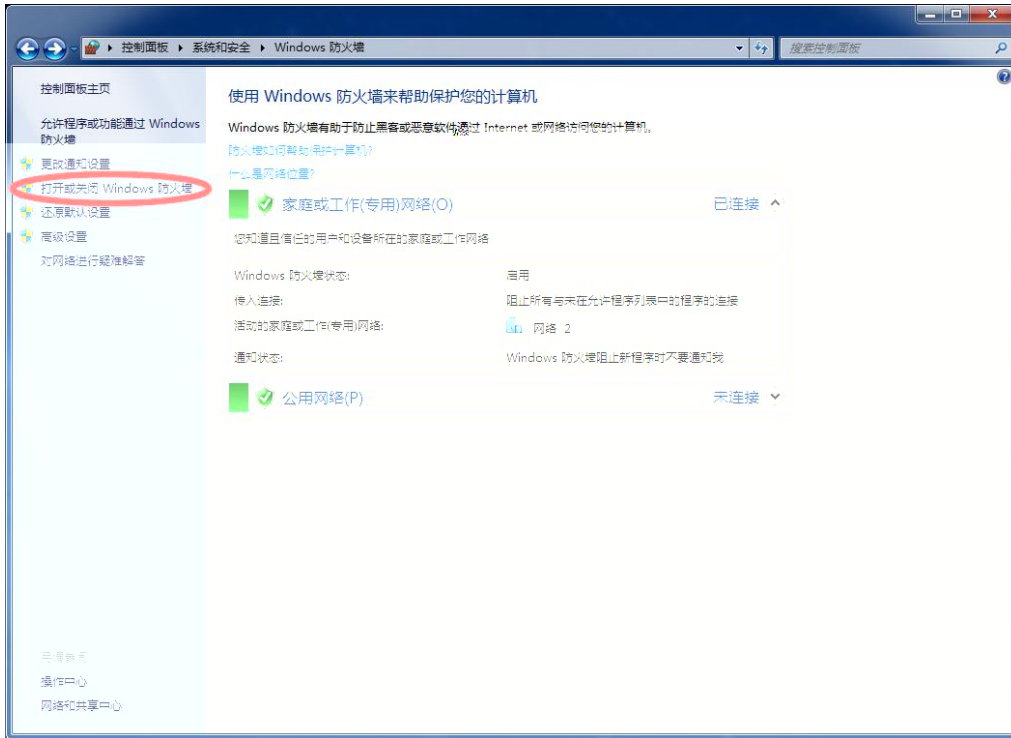 控制面板 ▸ 系统和安全 ▸ Windows 防火墙
搜索控制面板
控制面板主页
允许程序或功能通过 Windows
防火墙
更改通知设置
打开或关闭 Windows 防火墙
还原默认设置
高级设置
对网络进行疑难解答
使用 Windows 防火墙来帮助保护您的计算机
Windows 防火墙有助于防止黑客或恶意软件通过 Internet 或网络访问您的计算机。
防火墙如何帮助保护计算机?
什么是网络位置?
家庭或工作(专用)网络(O) 已连接
您知道且信任的用户和设备所在的家庭或工作网络
Windows 防火墙状态: 启用
传入连接: 阻止所有与未在允许程序列表中的程序的连接
活动的家庭或工作(专用)网络: 网络 2
通知状态: Windows 防火墙阻止新程序时不要通知我
公用网络(P) 未连接
操作中心
网络和共享中心